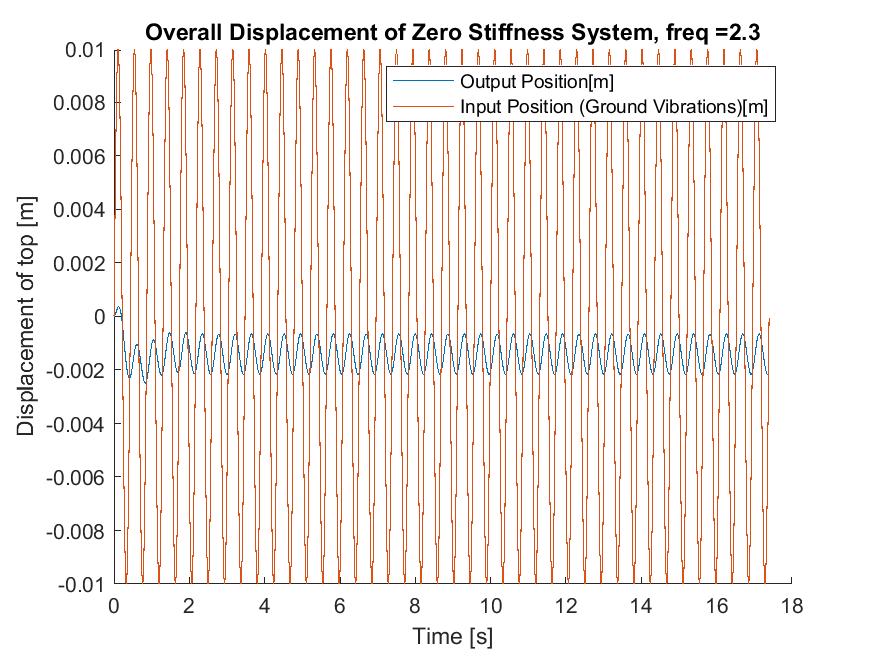 Overall Displacement of Zero Stiffness System, freq =2.3
0.01
0.008
0.006
0.004
0.002
0
-0.002
-0.004
-0.006
-0.008
-0.01
Displacement of top [m]
Output Position[m]
Input Position (Ground Vibrations)[m]
0 2 4 6 8 10 12 14 16 18
Time [s]